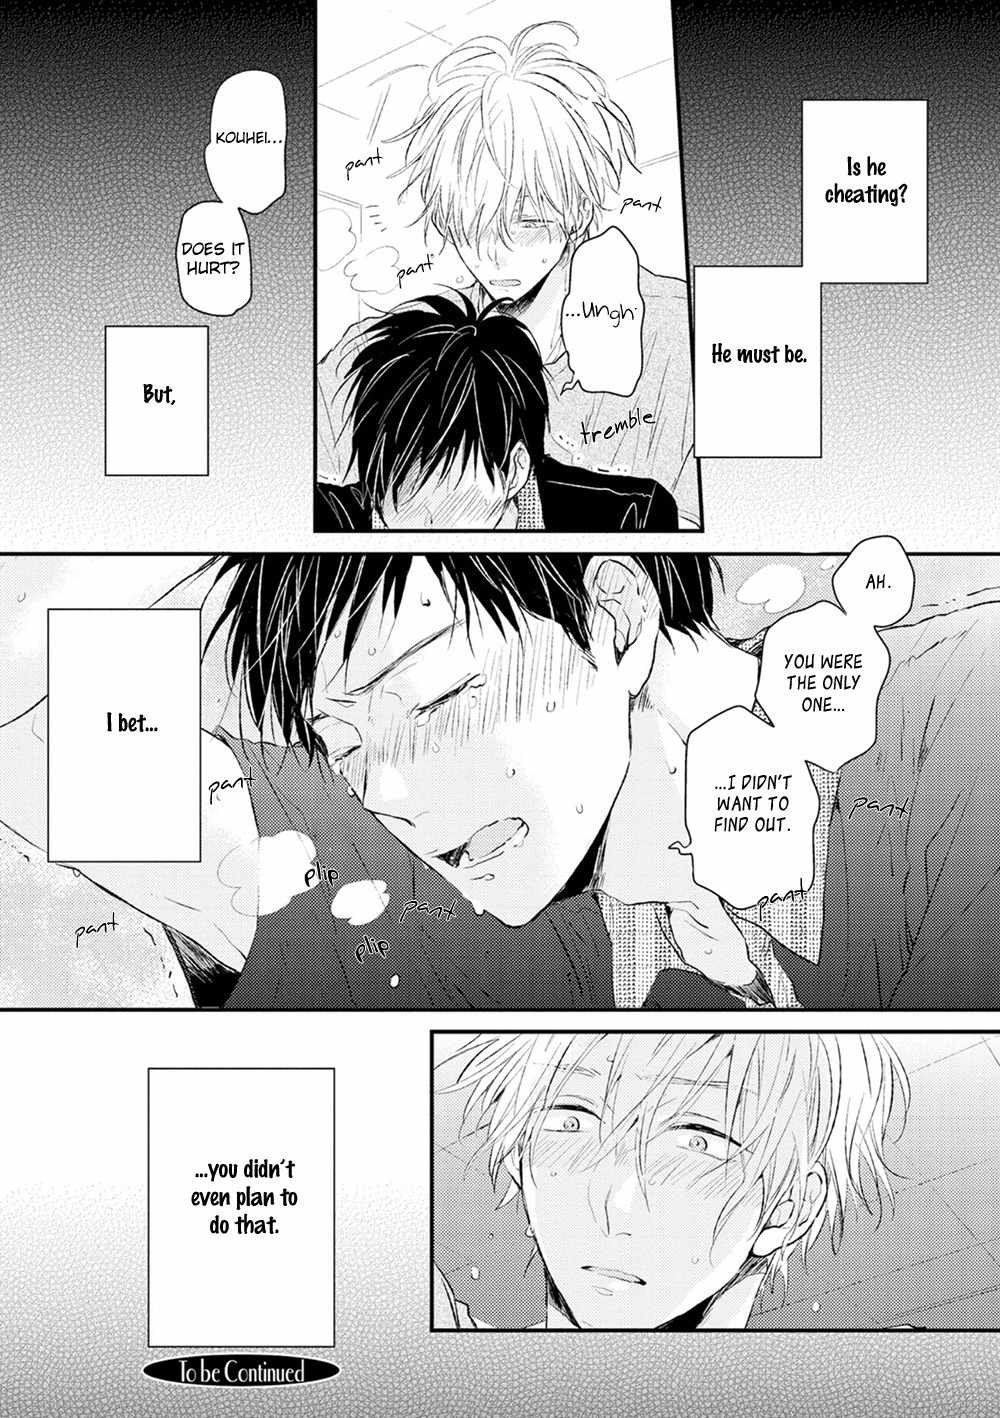 Is he
cheating?
He must be.
pant
pant
pant
...Ungh.
tremble
KOUHEI...
DOES IT
HURT?
But,
AH.
YOU WERE
THE ONLY
ONE...
...I DIDN'T
WANT TO
FIND OUT.
pant
pant
pant
plip
plip
pant
pant
I bet...
...you didn't
even plan to
do that.
To be Continued